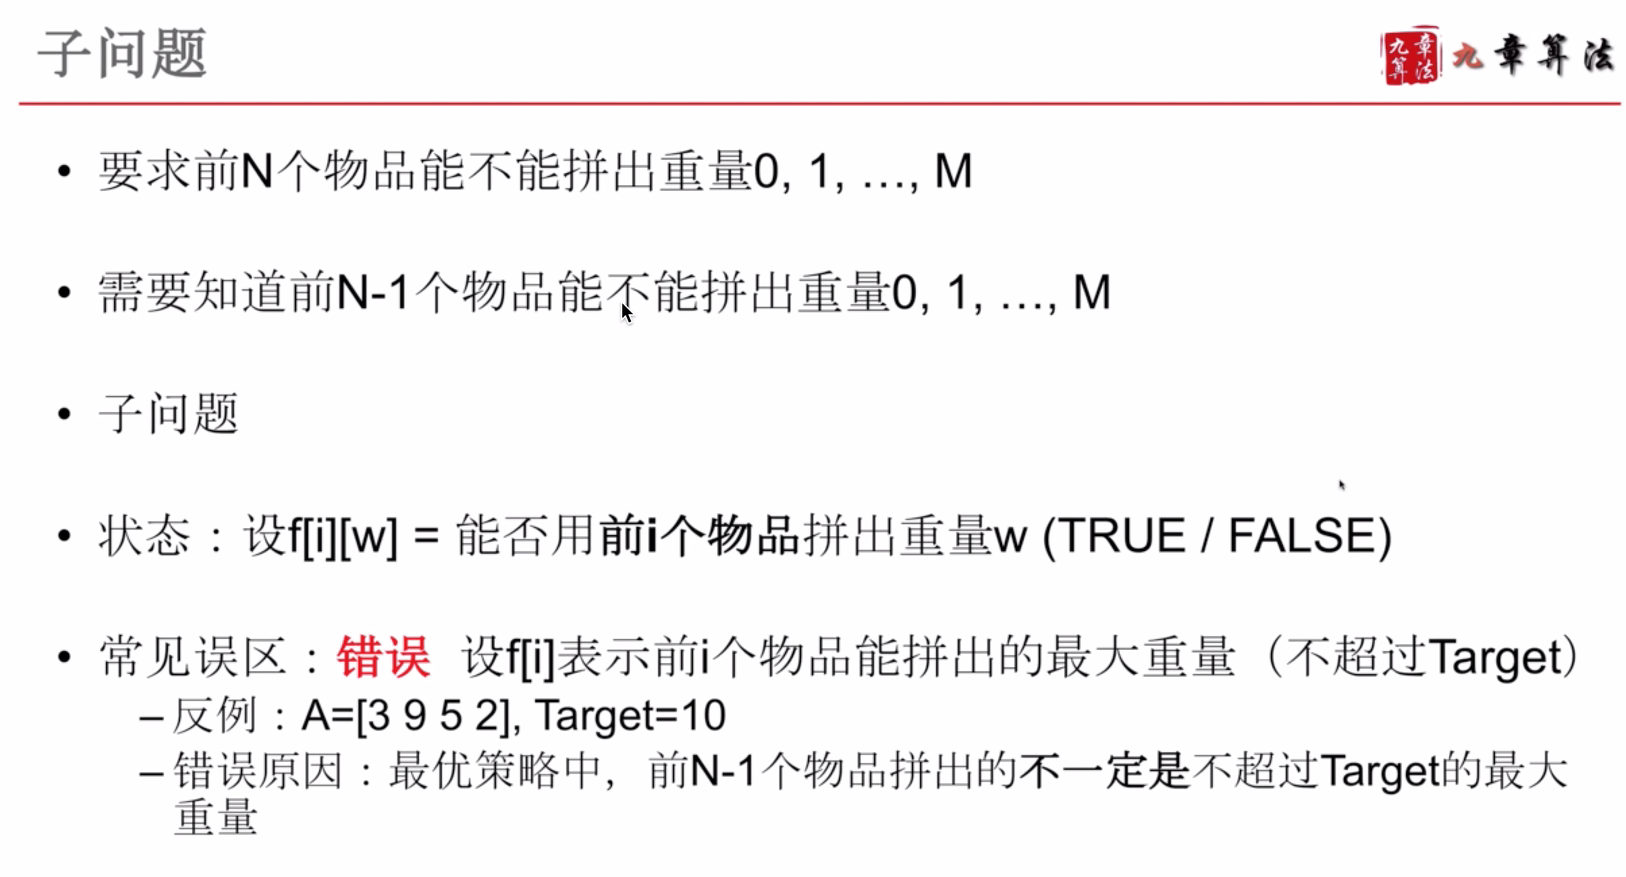 子问题
九章算法
九章算法
• 要求前N个物品能不能拼出重量0, 1, …, M
• 需要知道前N-1个物品能不能拼出重量0, 1, …, M
• 子问题
• 状态：设f[i][w] = 能否用前i个物品拼出重量w (TRUE / FALSE)
• 常见误区：错误 设f[i]表示前i个物品能拼出的最大重量（不超过Target）
– 反例：A=[3 9 5 2], Target=10
– 错误原因：最优策略中，前N-1个物品拼出的不一定是不超过Target的最大
重量